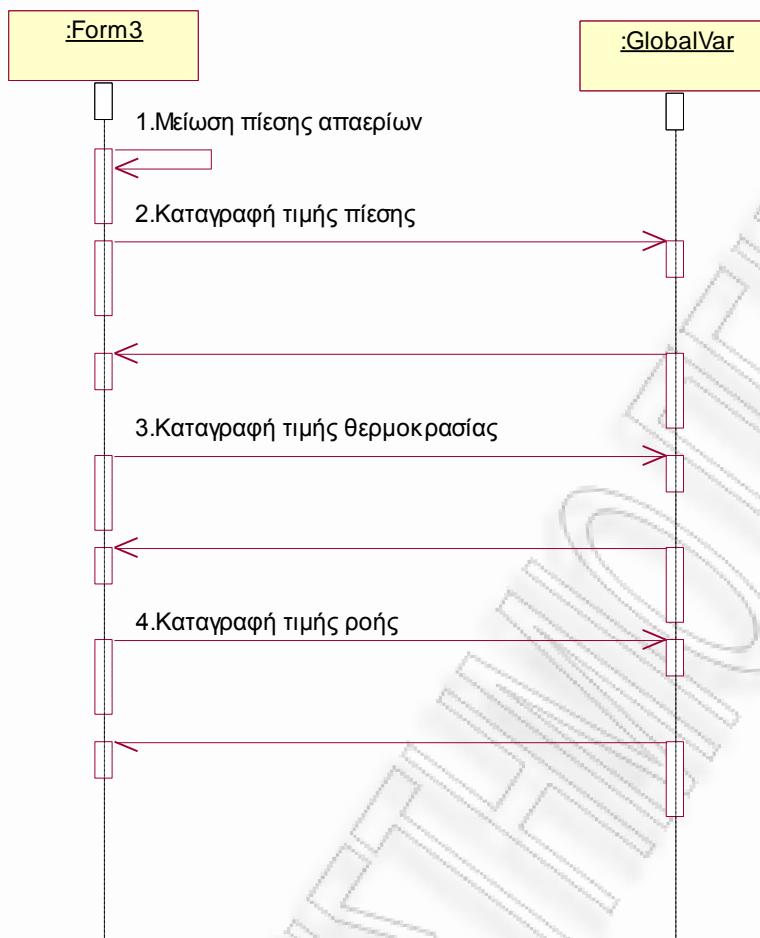 :Form3
:GlobalVar
1.Μείωση πίεσης απαερίων
2.Καταγραφή τιμής πίεσης
3.Καταγραφή τιμής θερμοκρασίας
4.Καταγραφή τιμής ροής